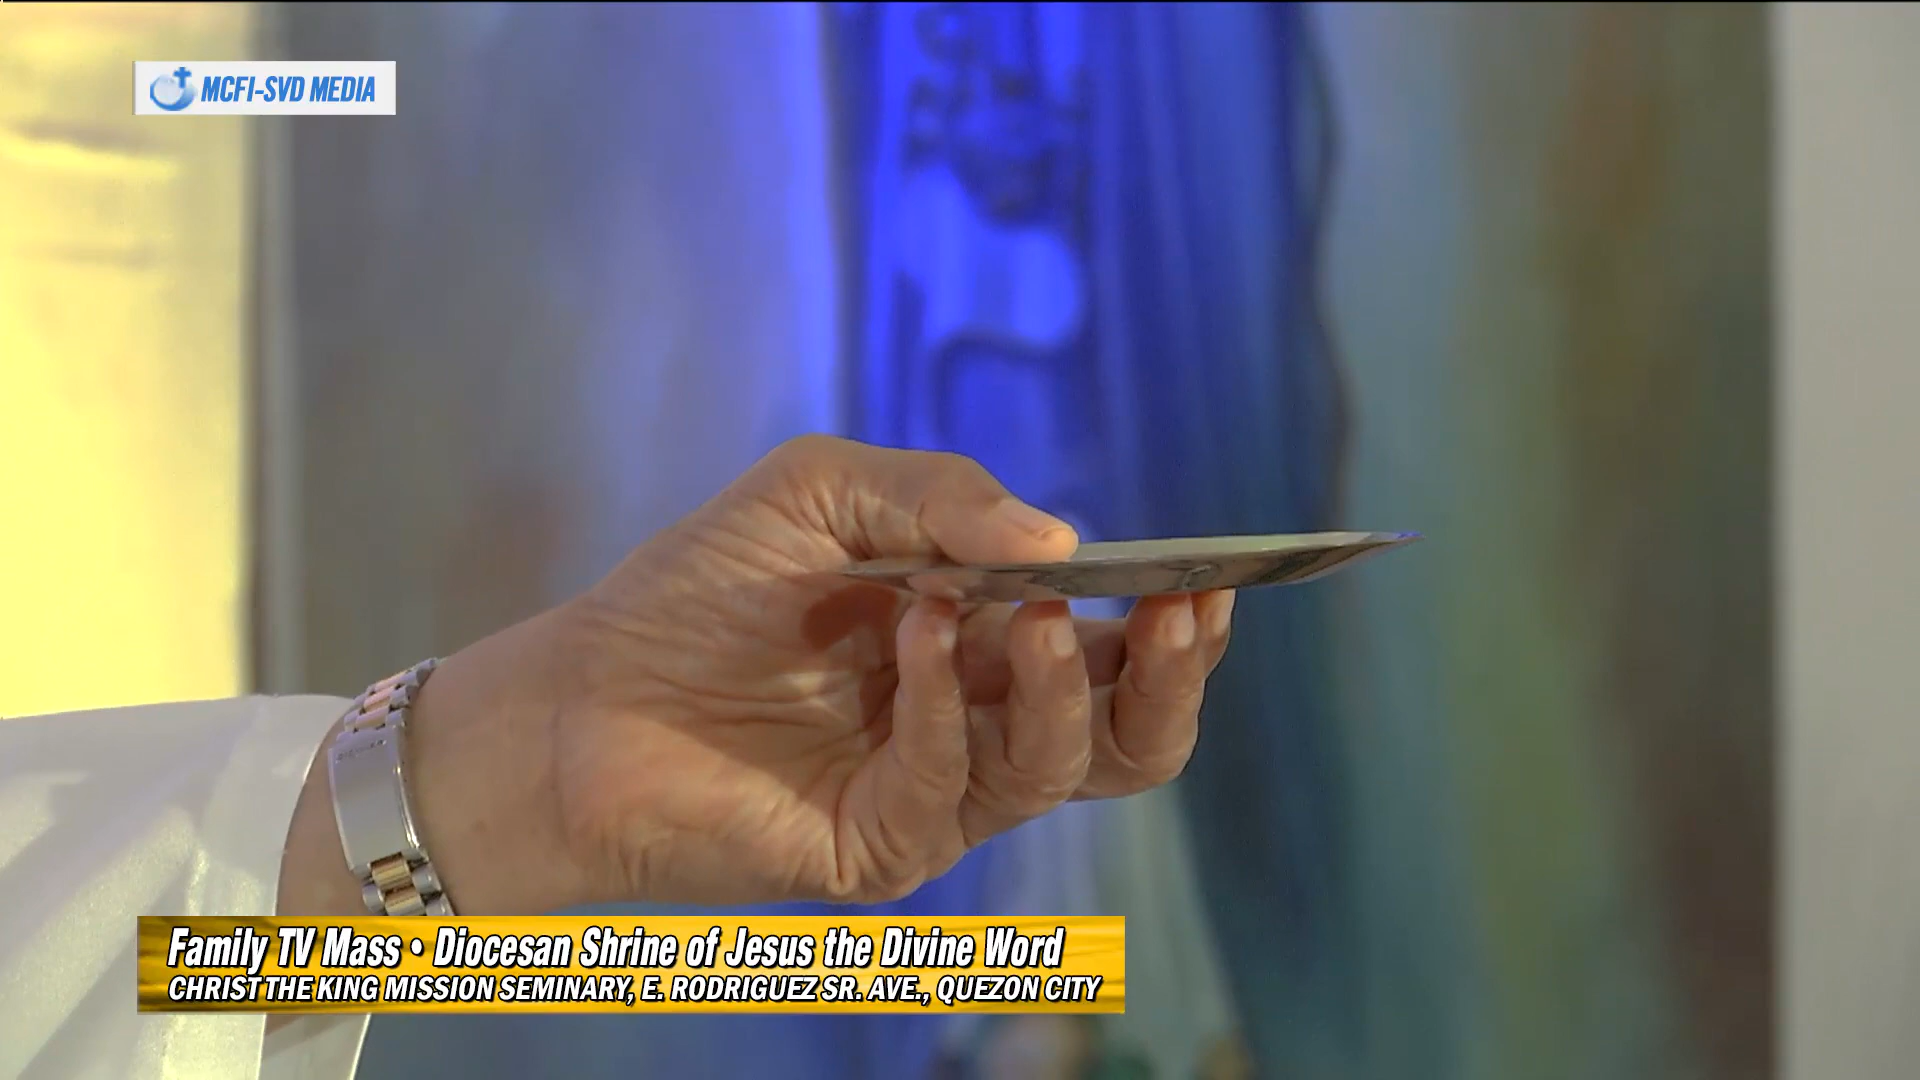 MCFI-SVD MEDIA
Family TV Mass • Diocesan Shrine of Jesus the Divine Word
CHRIST THE KING MISSION SEMINARY, E. RODRIGUEZ SR. AVE., QUEZON CITY